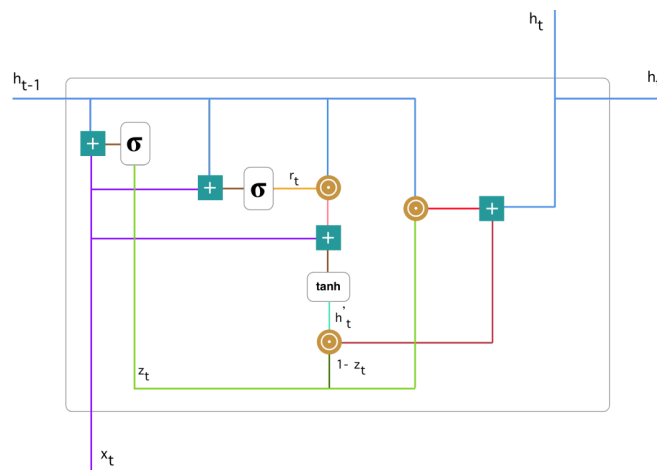 h_t
h_t-1
h
+ σ
+ σ r_t
+
+
tanh
h'_t
1- z_t
z_t
x_t